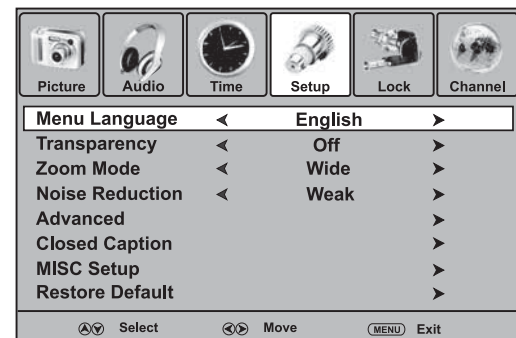 Picture Audio Time Setup Lock Channel
Menu Language English
Transparency Off
Zoom Mode Wide
Noise Reduction Weak
Advanced
Closed Caption
MISC Setup
Restore Default
Select Move MENU Exit